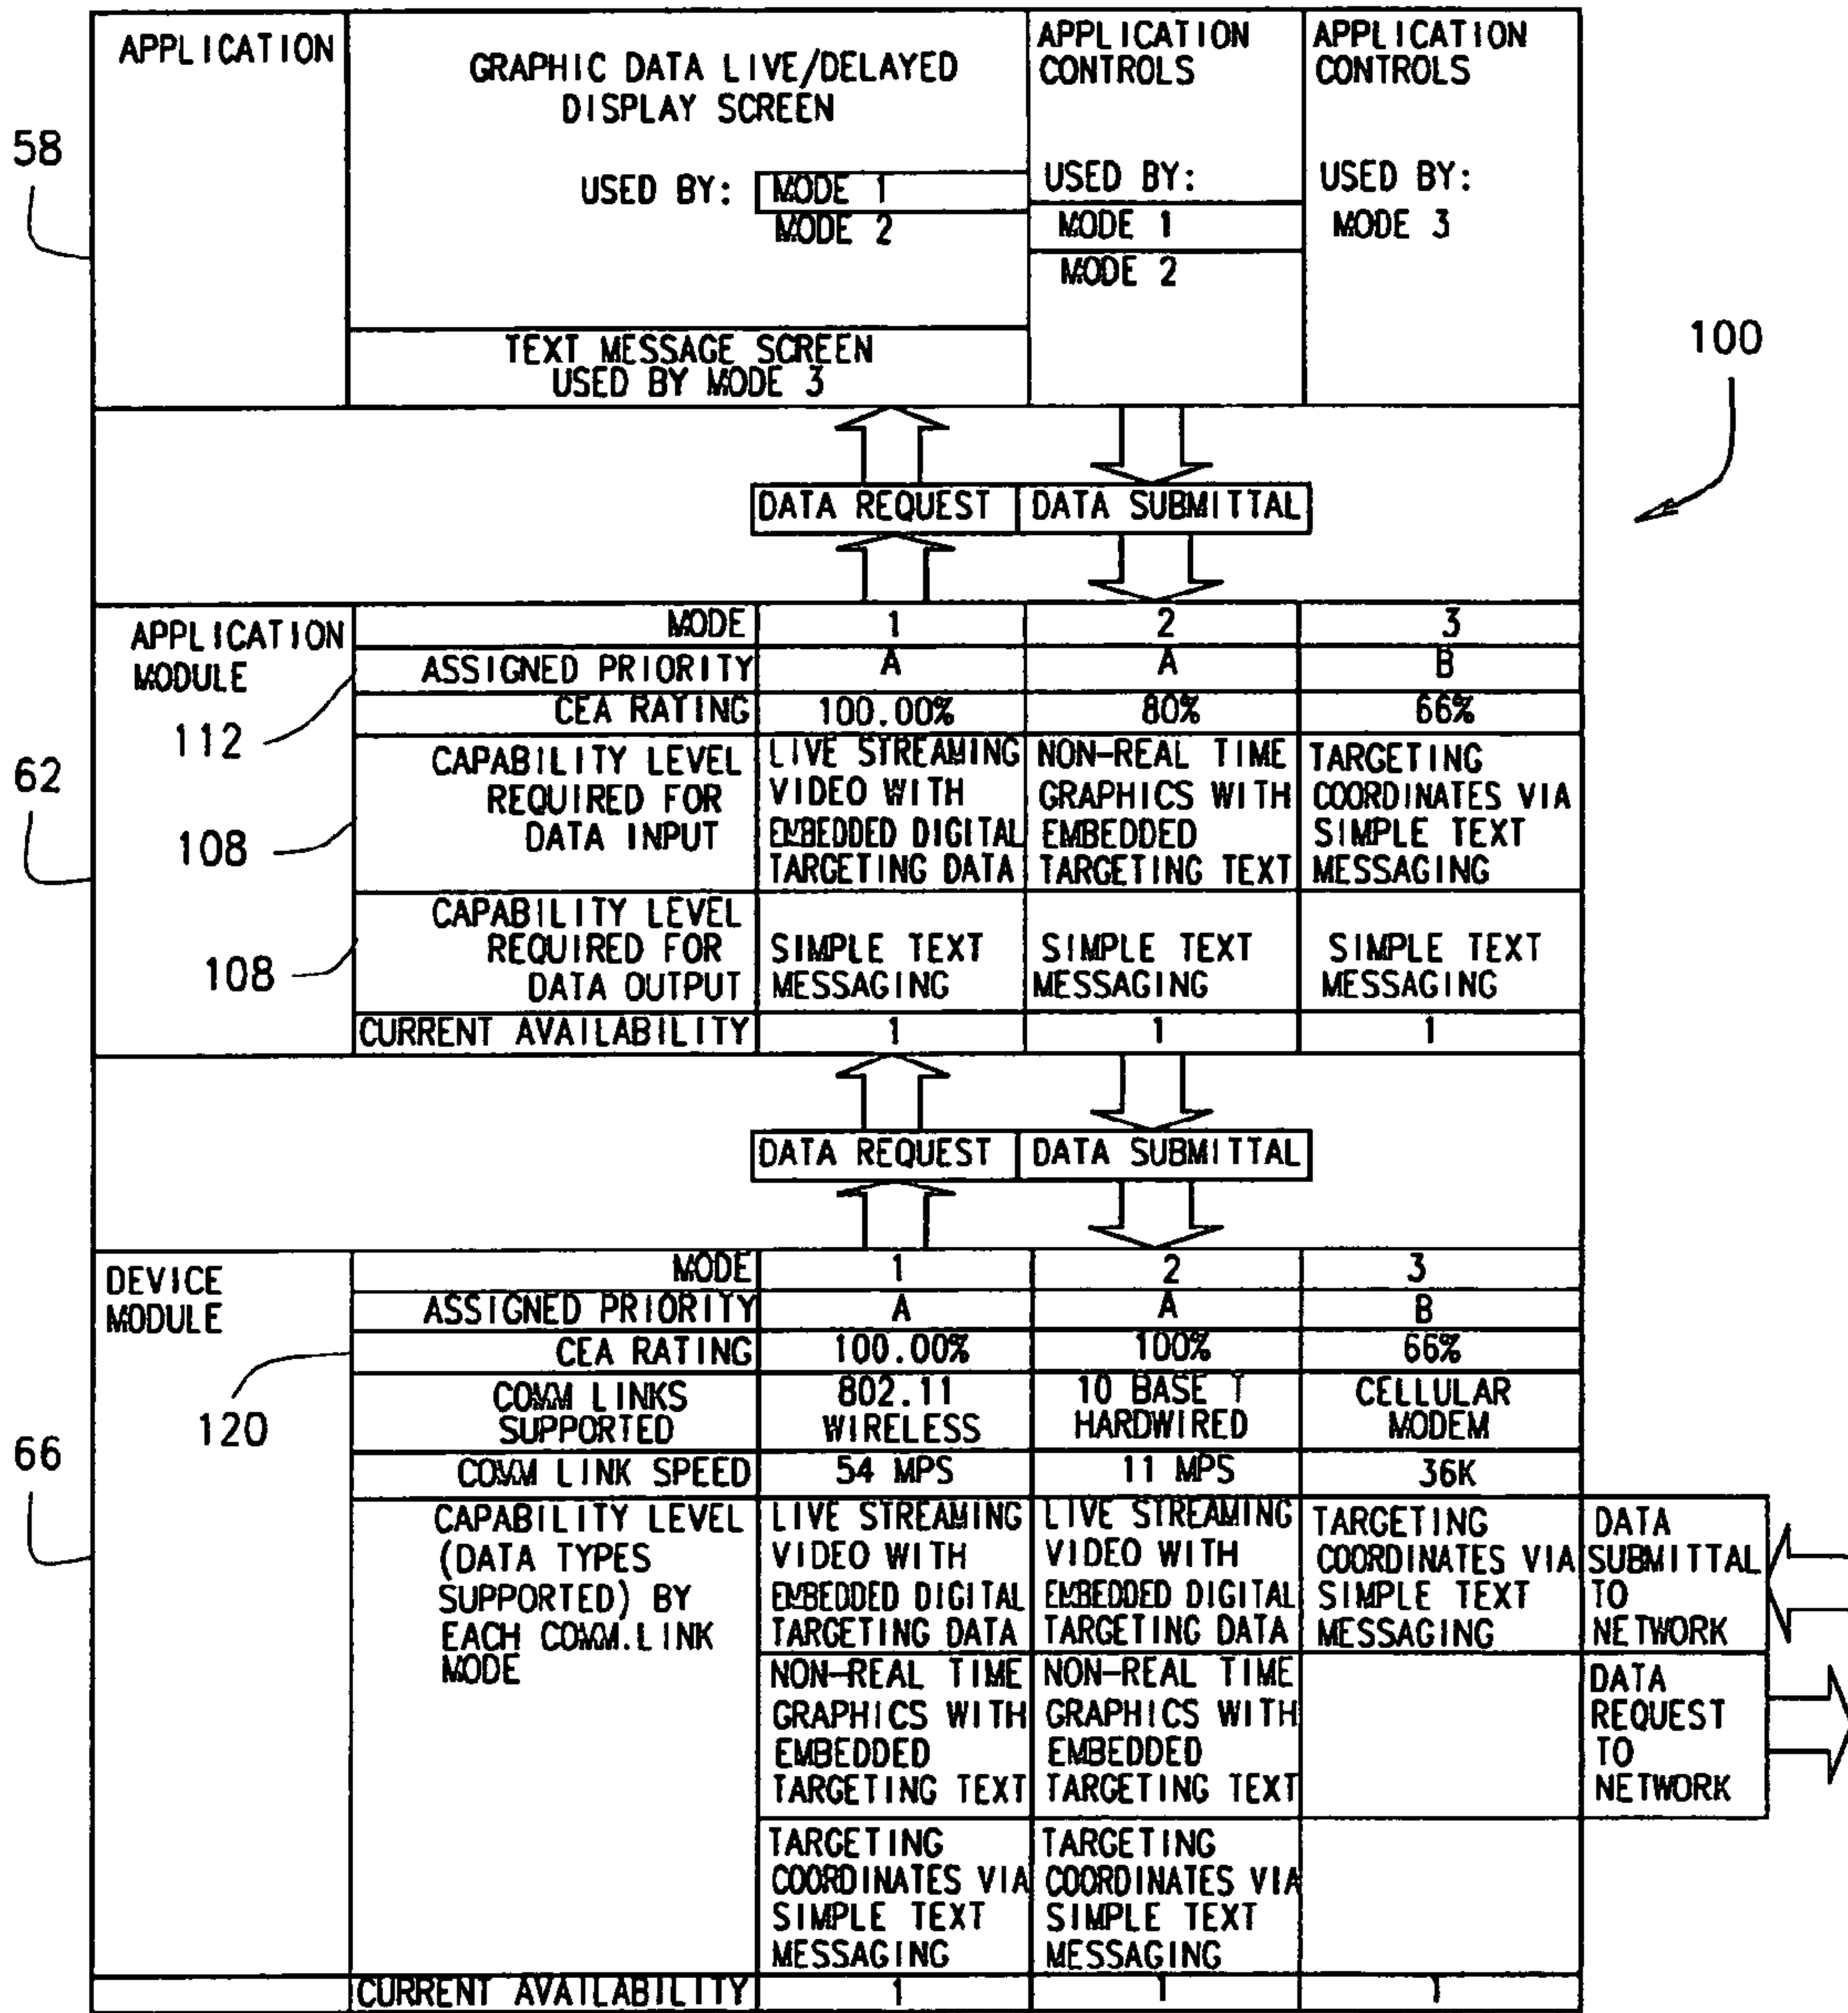 APPLICATION
GRAPHIC DATA LIVE/DELAYED
DISPLAY SCREEN
USED BY: MODE 1
MODE 2
TEXT MESSAGE SCREEN
USED BY MODE 3
APPLICATION
CONTROLS
USED BY:
MODE 1
MODE 2
APPLICATION
CONTROLS
USED BY:
MODE 3
58
100
DATA REQUEST DATA SUBMITTAL
APPLICATION
MODULE
112
62
108
108
MODE 1 2 3
ASSIGNED PRIORITY A A B
CEA RATING 100.00% 80% 66%
CAPABILITY LEVEL
REQUIRED FOR
DATA INPUT
LIVE STREAMING
VIDEO WITH
EMBEDDED DIGITAL
TARGETING DATA
NON-REAL TIME
GRAPHICS WITH
EMBEDDED
TARGETING TEXT
TARGETING
COORDINATES VIA
SIMPLE TEXT
MESSAGING
CAPABILITY LEVEL
REQUIRED FOR
DATA OUTPUT
SIMPLE TEXT
MESSAGING
SIMPLE TEXT
MESSAGING
SIMPLE TEXT
MESSAGING
CURRENT AVAILABILITY 1 1 1
DATA REQUEST DATA SUBMITTAL
DEVICE
MODULE
120
66
MODE 1 2 3
ASSIGNED PRIORITY A A B
CEA RATING 100.00% 100% 66%
COMM LINKS
SUPPORTED
802.11
WIRELESS
10 BASE T
HARDWIRED
CELLULAR
MODEM
COMM LINK SPEED 54 MPS 11 MPS 36K
CAPABILITY LEVEL
(DATA TYPES
SUPPORTED) BY
EACH COMM.LINK
MODE
LIVE STREAMING
VIDEO WITH
EMBEDDED DIGITAL
TARGETING DATA
LIVE STREAMING
VIDEO WITH
EMBEDDED DIGITAL
TARGETING DATA
TARGETING
COORDINATES VIA
SIMPLE TEXT
MESSAGING
DATA
SUBMITTAL
TO
NETWORK
NON-REAL TIME
GRAPHICS WITH
EMBEDDED
TARGETING TEXT
NON-REAL TIME
GRAPHICS WITH
EMBEDDED
TARGETING TEXT
DATA
REQUEST
TO
NETWORK
TARGETING
COORDINATES VIA
SIMPLE TEXT
MESSAGING
TARGETING
COORDINATES VIA
SIMPLE TEXT
MESSAGING
CURRENT AVAILABILITY 1 1 1